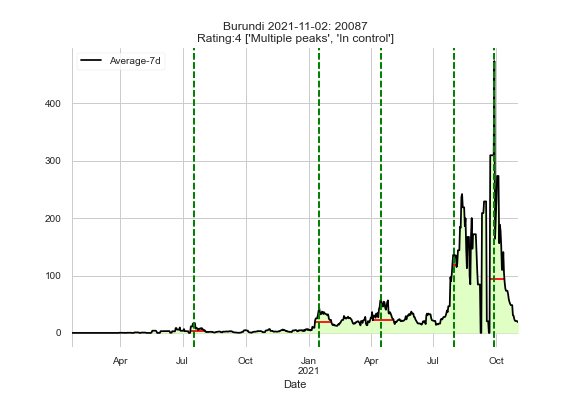 Burundi 2021-11-02: 20087
Rating:4 ['Multiple peaks', 'In control']
Average-7d
400
300
200
100
0
Apr Jul Oct Jan Apr Jul Oct
2021
Date